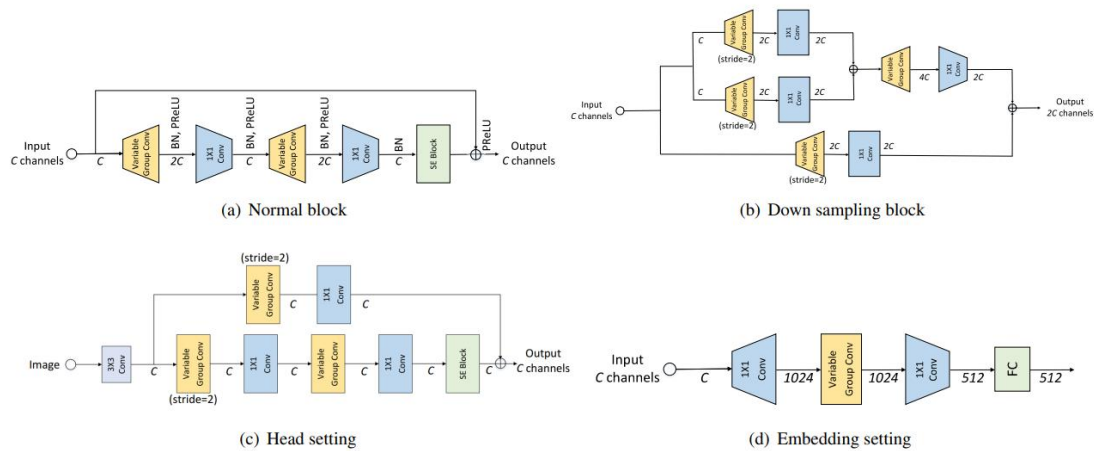 Input
C channels
C
Variable
Group Conv
2C
BN, PReLU
1X1
Conv
C
BN, PReLU
Variable
Group Conv
2C
BN, PReLU
1X1
Conv
C
BN
SE Block
PReLU
Output
C channels
(a) Normal block
Input
C channels
C
Variable
Group Conv
(stride=2)
2C
1X1
Conv
2C
C
Variable
Group Conv
(stride=2)
2C
1X1
Conv
2C
Variable
Group Conv
4C
1X1
Conv
2C
Variable
Group Conv
(stride=2)
2C
1X1
Conv
2C
Output
2C channels
(b) Down sampling block
(stride=2)
Variable
Group Conv
C
1X1
Conv
C
Image
3X3
Conv
C
Variable
Group Conv
(stride=2)
C
1X1
Conv
C
Variable
Group Conv
C
1X1
Conv
C
SE Block
C
Output
C channels
(c) Head setting
Input
C channels
C
1X1
Conv
1024
Variable
Group Conv
1024
1X1
Conv
512
FC
512
(d) Embedding setting